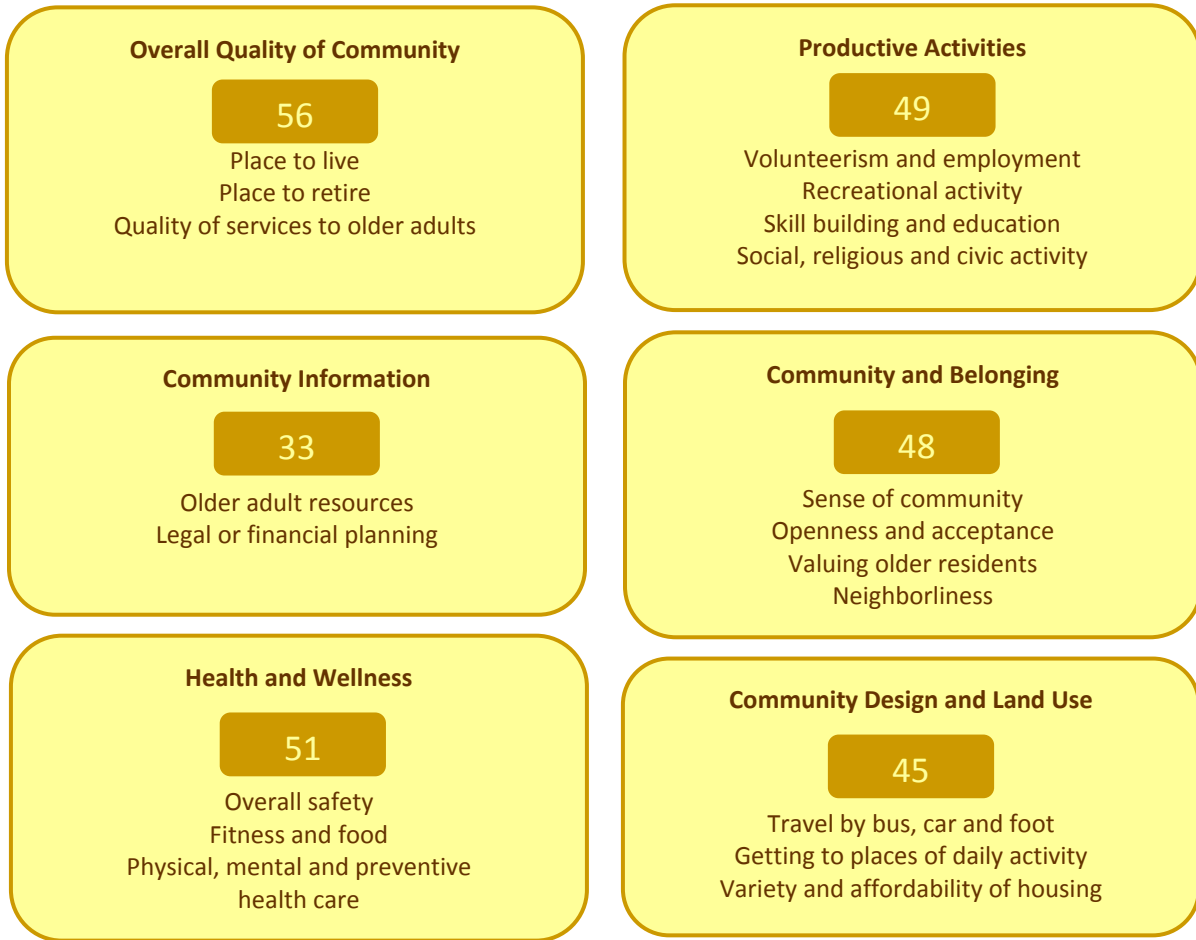 Overall Quality of Community
56
Place to live
Place to retire
Quality of services to older adults
Productive Activities
49
Volunteerism and employment
Recreational activity
Skill building and education
Social, religious and civic activity
Community Information
33
Older adult resources
Legal or financial planning
Community and Belonging
48
Sense of community
Openness and acceptance
Valuing older residents
Neighborliness
Health and Wellness
51
Overall safety
Fitness and food
Physical, mental and preventive
health care
Community Design and Land Use
45
Travel by bus, car and foot
Getting to places of daily activity
Variety and affordability of housing